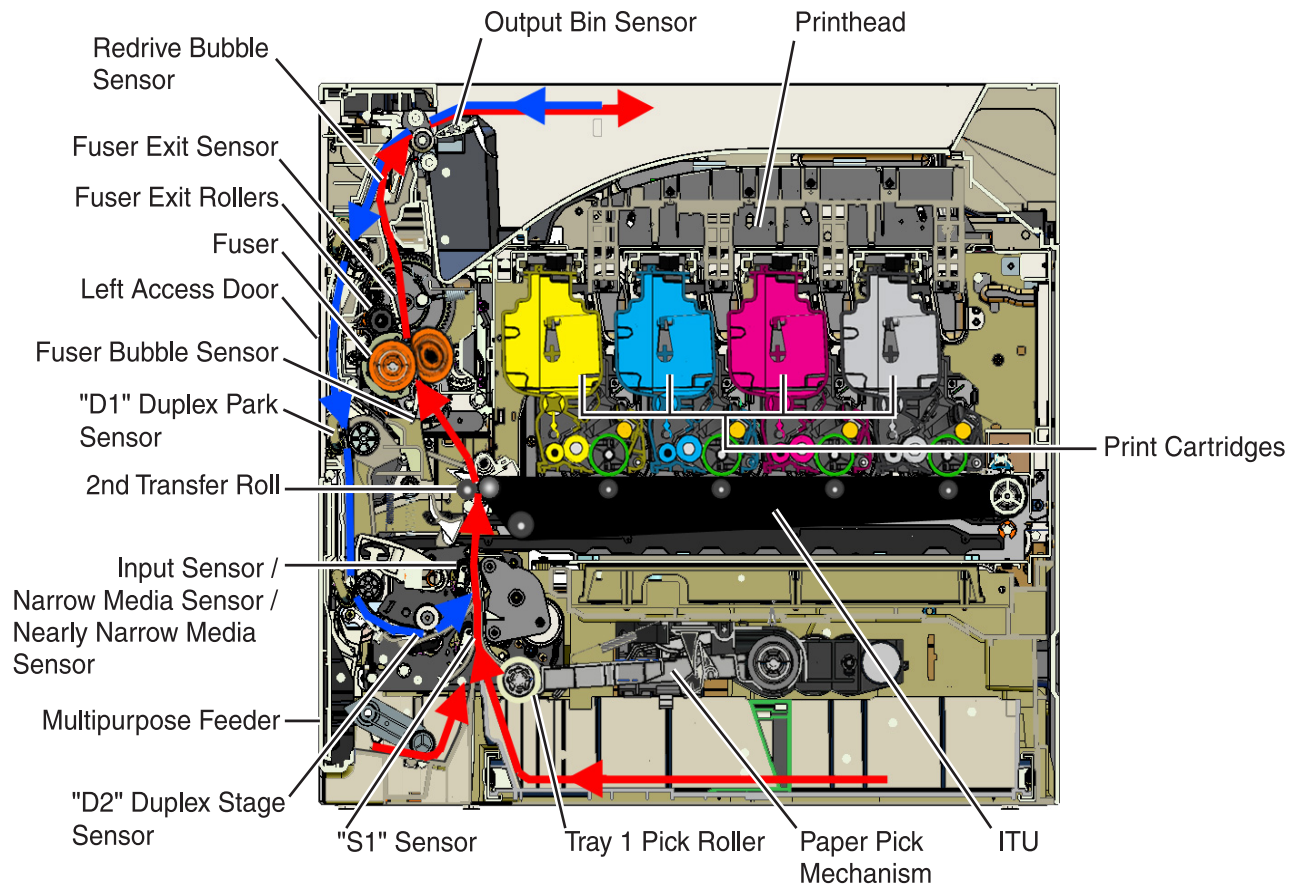 Output Bin Sensor
Printhead
Redrive Bubble
Sensor
Fuser Exit Sensor
Fuser Exit Rollers
Fuser
Left Access Door
Fuser Bubble Sensor
"D1" Duplex Park
Sensor
2nd Transfer Roll
Print Cartridges
Input Sensor /
Narrow Media Sensor /
Nearly Narrow Media
Sensor
Multipurpose Feeder
"D2" Duplex Stage
Sensor
"S1" Sensor
Tray 1 Pick Roller
Paper Pick
Mechanism
ITU